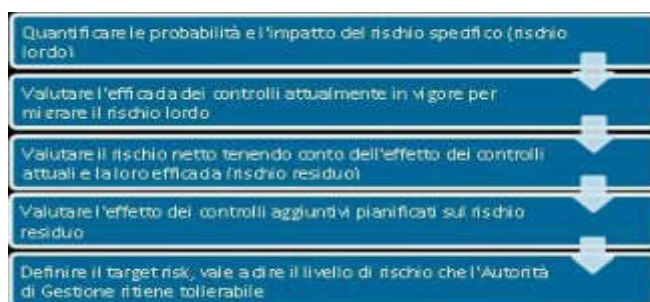 Quantificare le probabilità e l'impatto del rischio specifico (rischio
lordo)
Valutare l'efficacia dei controlli attualmente in vigore per
migrare il rischio lordo
Valutare il rischio netto tenendo conto dell'effetto dei controlli
attuali e la loro efficada (rischio residuo)
Valutare l'effetto dei controlli aggiuntivi pianificati sul rischio
residuo
Definire il target risk, vale a dire il livello di rischio che l'Autorità
di Gestione ritiene tollerabile